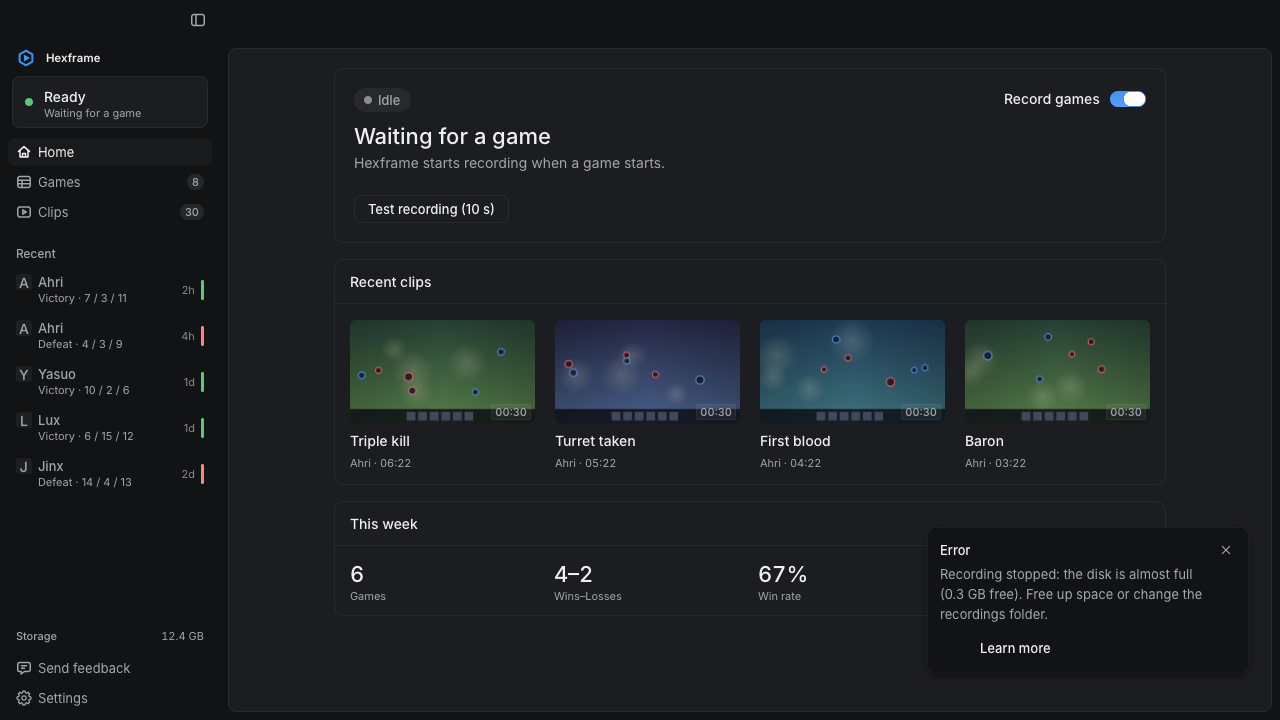 Hexframe
Ready
Waiting for a game
Home
Games 8
Clips 30
Recent
A Ahri
Victory · 7 / 3 / 11 2h
A Ahri
Defeat · 4 / 3 / 9 4h
Y Yasuo
Victory · 10 / 2 / 6 1d
L Lux
Victory · 6 / 15 / 12 1d
J Jinx
Defeat · 14 / 4 / 13 2d
Storage 12.4 GB
Send feedback
Settings
Idle
Record games
Waiting for a game
Hexframe starts recording when a game starts.
Test recording (10 s)
Recent clips
00:30
Triple kill
Ahri · 06:22
00:30
Turret taken
Ahri · 05:22
00:30
First blood
Ahri · 04:22
00:30
Baron
Ahri · 03:22
This week
6
Games
4–2
Wins–Losses
67%
Win rate
Error
Recording stopped: the disk is almost full
(0.3 GB free). Free up space or change the
recordings folder.
Learn more